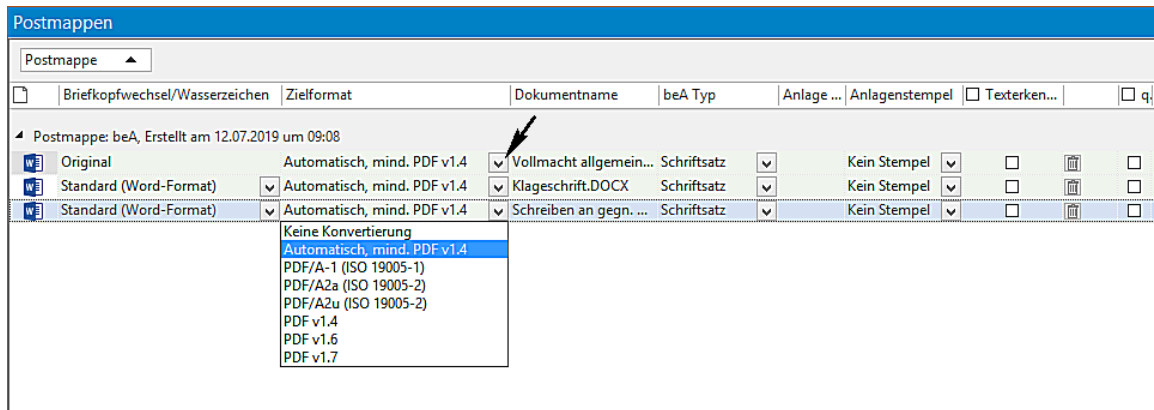 Postmappen
Postmappe
Briefkopfwechsel/Wasserzeichen Zielformat Dokumentname beA Typ Anlage ... Anlagenstempel Texterken... q.
Postmappe: beA, Erstellt am 12.07.2019 um 09:08
Original Automatisch, mind. PDF v1.4 Vollmacht allgemein... Schriftsatz Kein Stempel
Standard (Word-Format) Automatisch, mind. PDF v1.4 Klageschrift.DOCX Schriftsatz Kein Stempel
Standard (Word-Format) Automatisch, mind. PDF v1.4 Schreiben an gegn. ... Schriftsatz Kein Stempel
Keine Konvertierung
Automatisch, mind. PDF v1.4
PDF/A-1 (ISO 19005-1)
PDF/A2a (ISO 19005-2)
PDF/A2u (ISO 19005-2)
PDF v1.4
PDF v1.6
PDF v1.7